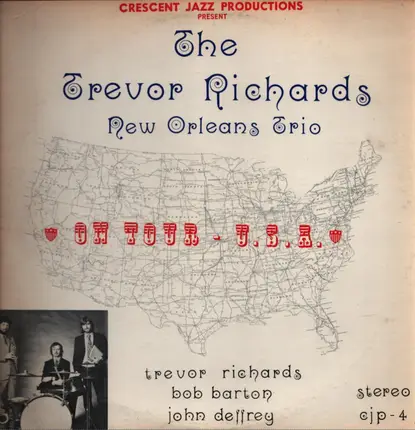 CRESCENT JAZZ PRODUCTIONS
PRESENT
The
Trevor Richards
New Orleans Trio
ON TOUR - U.S.A.
trevor richards
bob barton
john deffrey
stereo
cjp-4